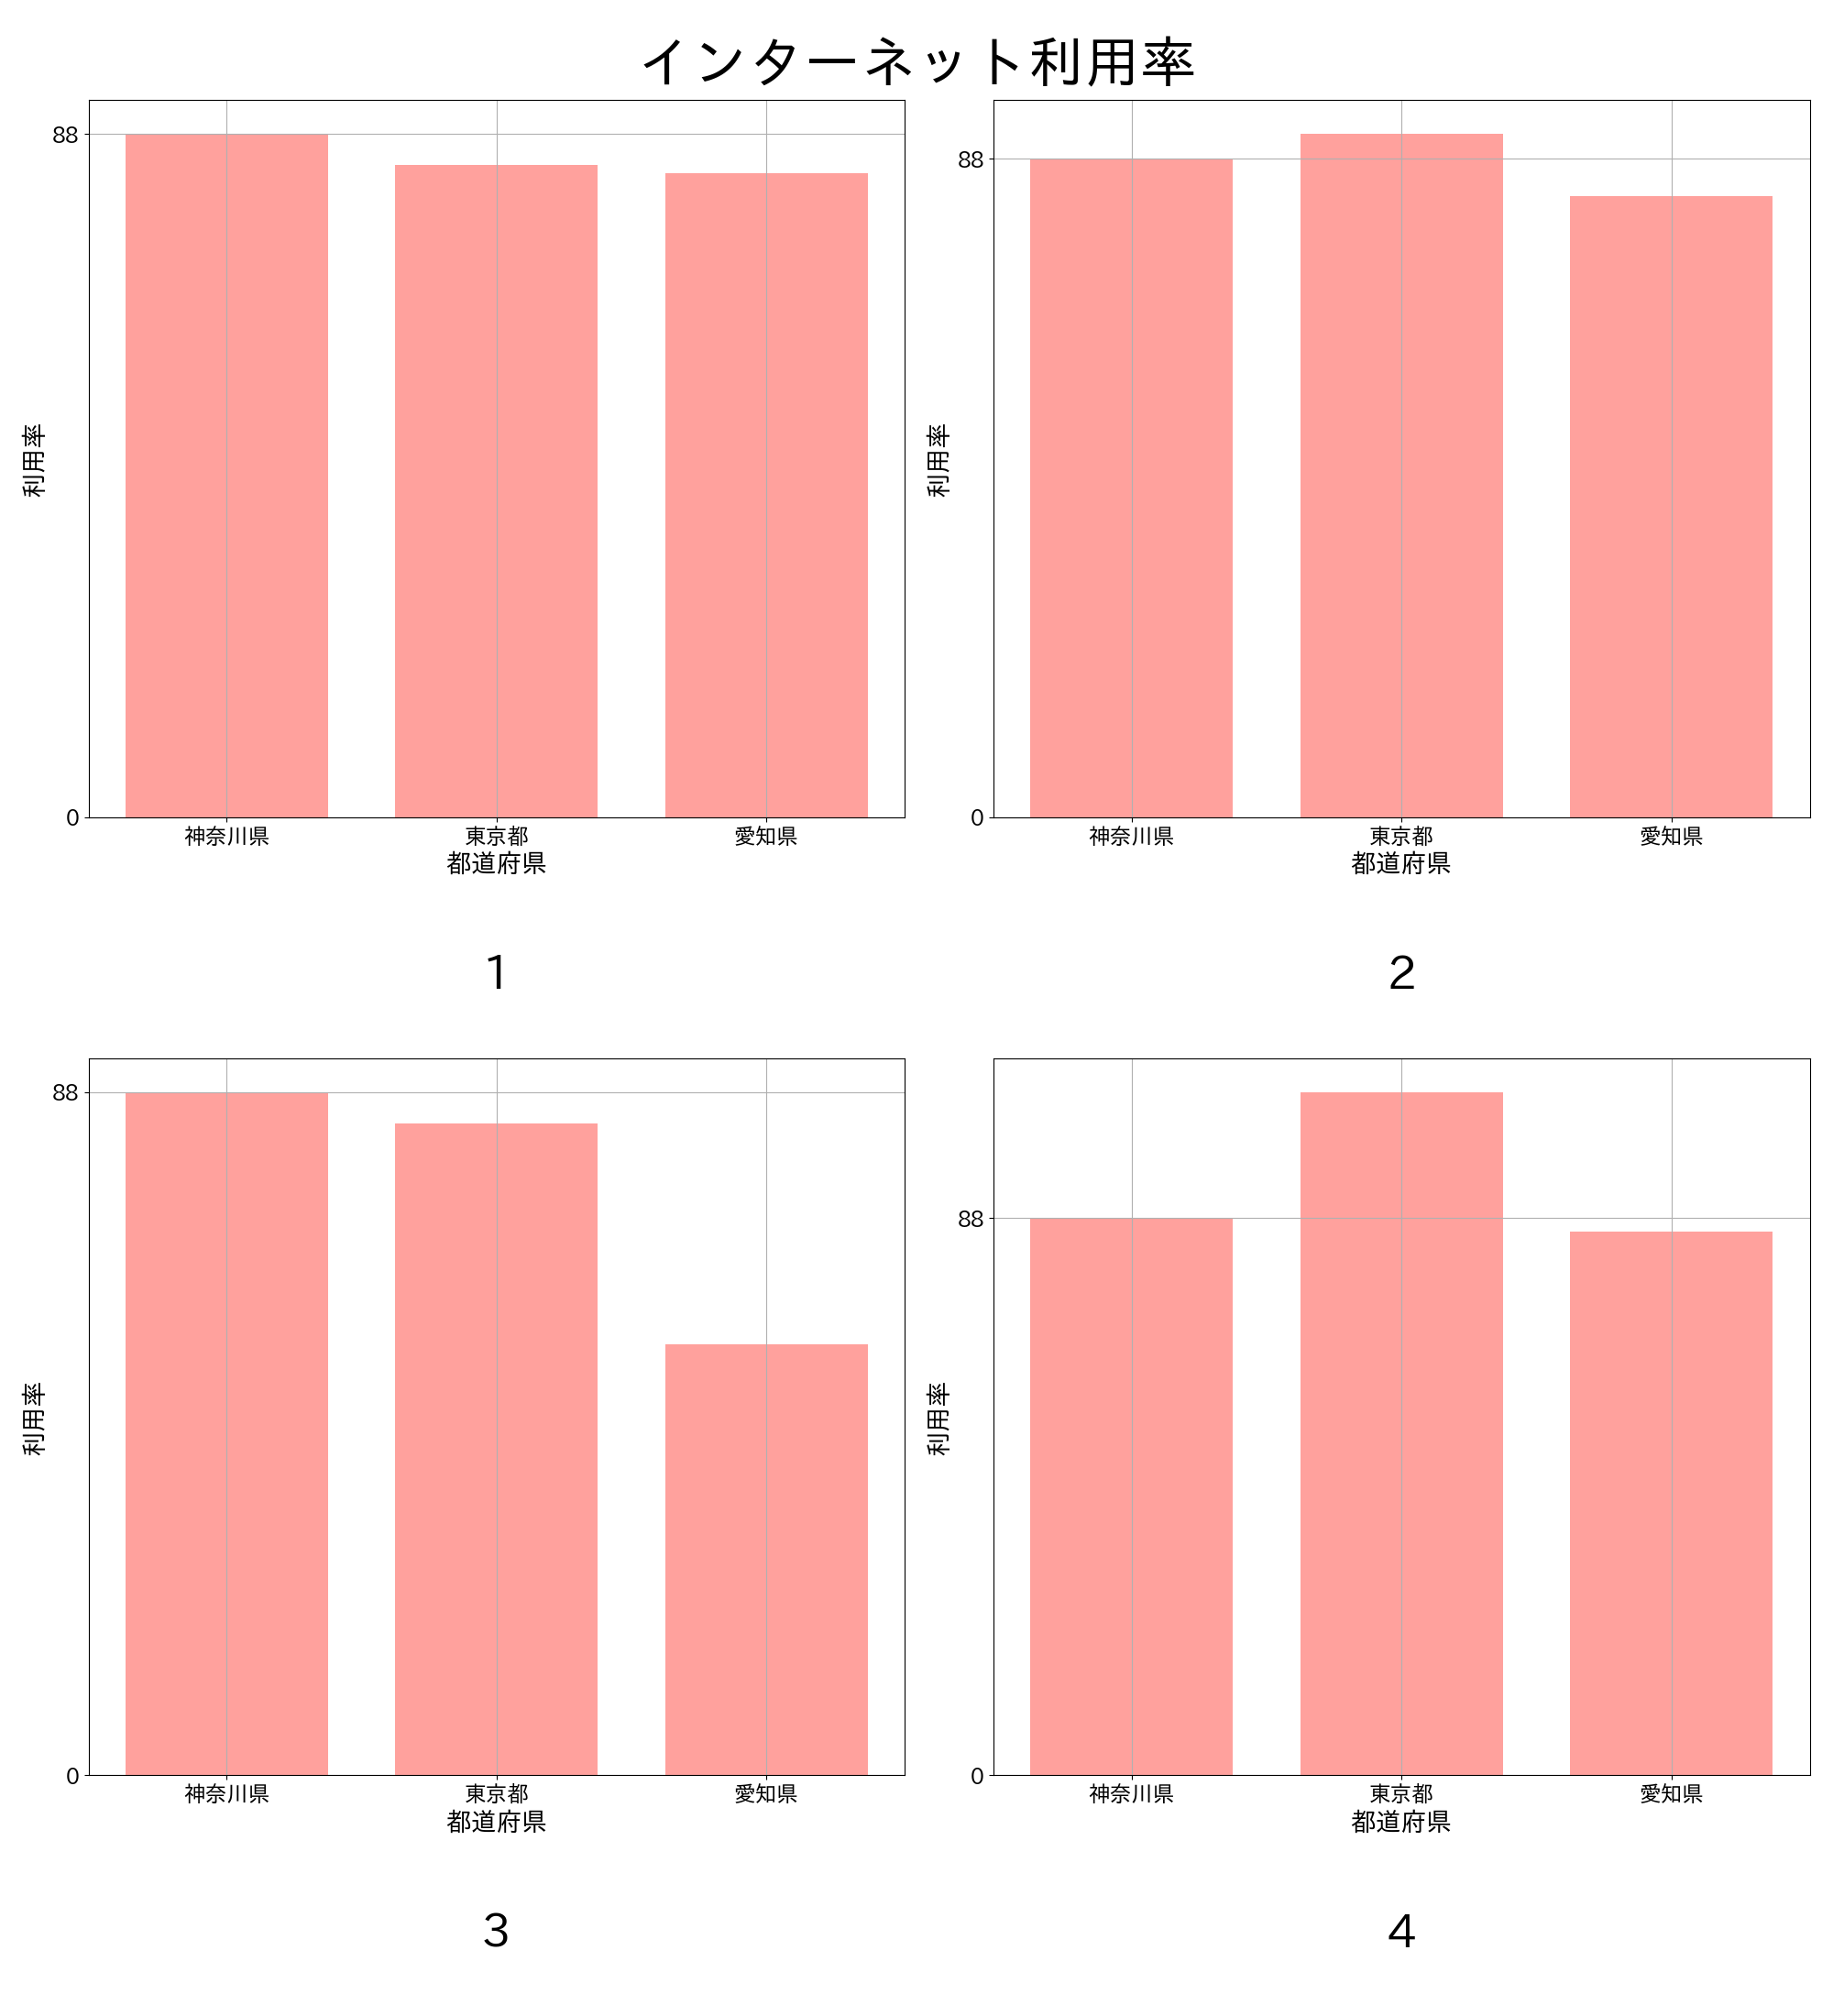 インターネット利用率
88
利用率
0
神奈川県 東京都 愛知県
都道府県
1
88
利用率
0
神奈川県 東京都 愛知県
都道府県
2
88
利用率
0
神奈川県 東京都 愛知県
都道府県
3
88
利用率
0
神奈川県 東京都 愛知県
都道府県
4